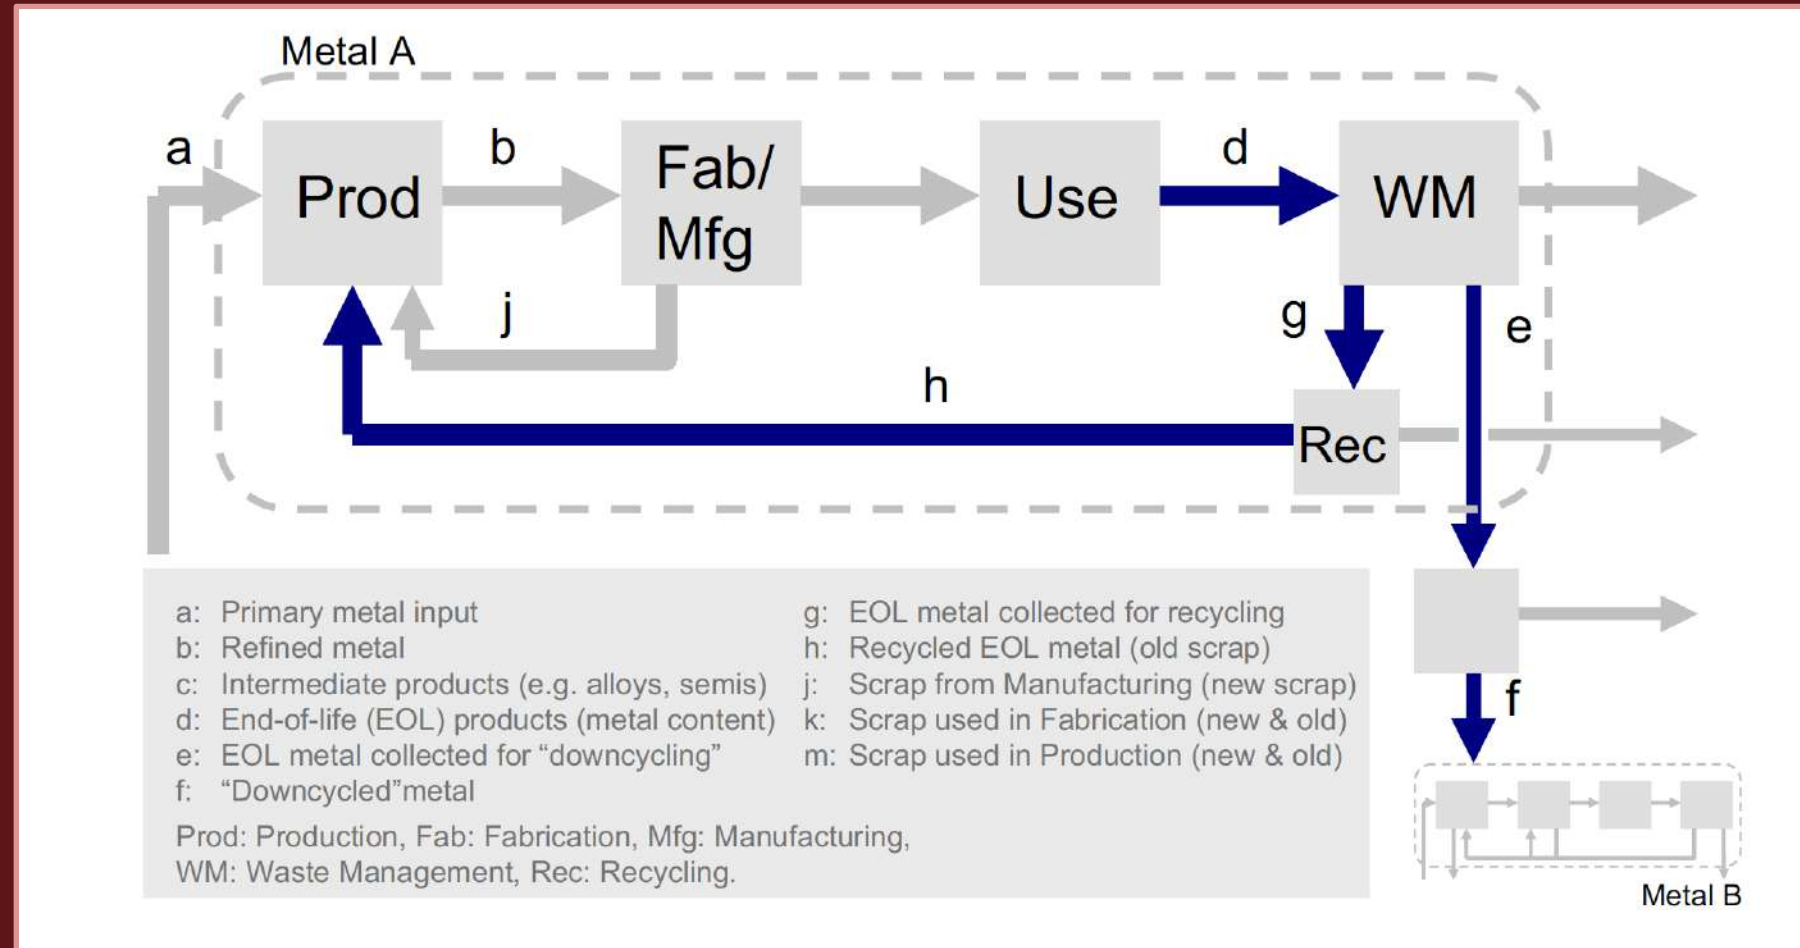 Metal A
a
b
d
Prod
Fab/
Mfg
Use
WM
j
g
e
h
Rec
a: Primary metal input
b: Refined metal
c: Intermediate products (e.g. alloys, semis)
d: End-of-life (EOL) products (metal content)
e: EOL metal collected for “downcycling”
f: “Downcycled”metal
g: EOL metal collected for recycling
h: Recycled EOL metal (old scrap)
j: Scrap from Manufacturing (new scrap)
k: Scrap used in Fabrication (new & old)
m: Scrap used in Production (new & old)
Prod: Production, Fab: Fabrication, Mfg: Manufacturing,
WM: Waste Management, Rec: Recycling.
f
Metal B